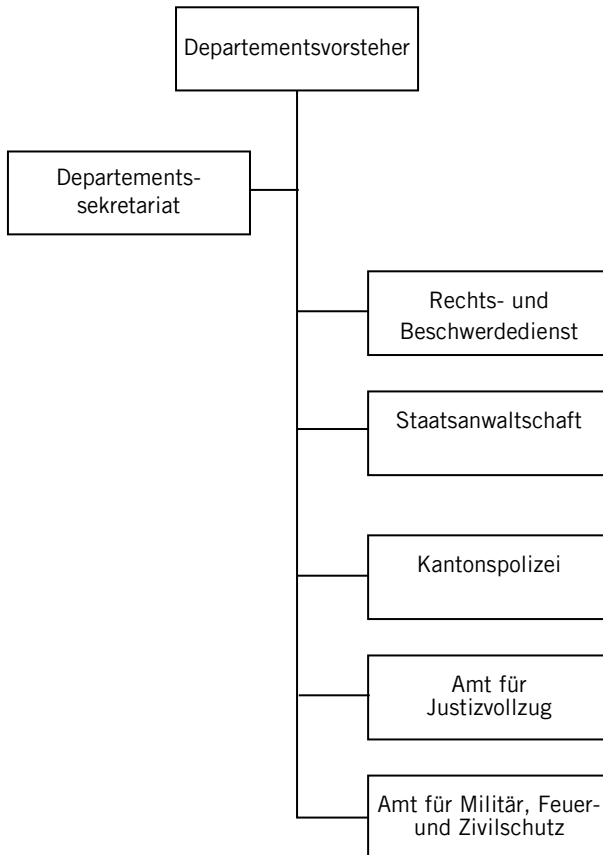 Departementsvorsteher
Departements-
sekretariat
Rechts- und
Beschwerdedienst
Staatsanwaltschaft
Kantonspolizei
Amt für
Justizvollzug
Amt für Militär, Feuer-
und Zivilschutz